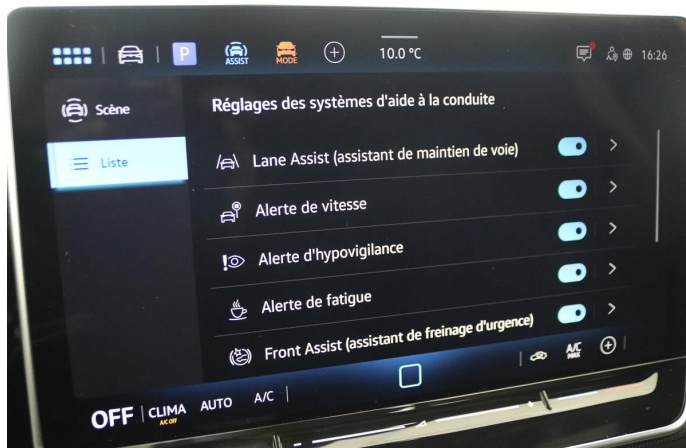 P
ASSIST
MODE
10.0 °C
16:26
Scène
Liste
Réglages des systèmes d'aide à la conduite
Lane Assist (assistant de maintien de voie)
Alerte de vitesse
Alerte d'hypovigilance
Alerte de fatigue
Front Assist (assistant de freinage d'urgence)
OFF
CLIMA
A/C OFF
AUTO
A/C
A/C
MAX